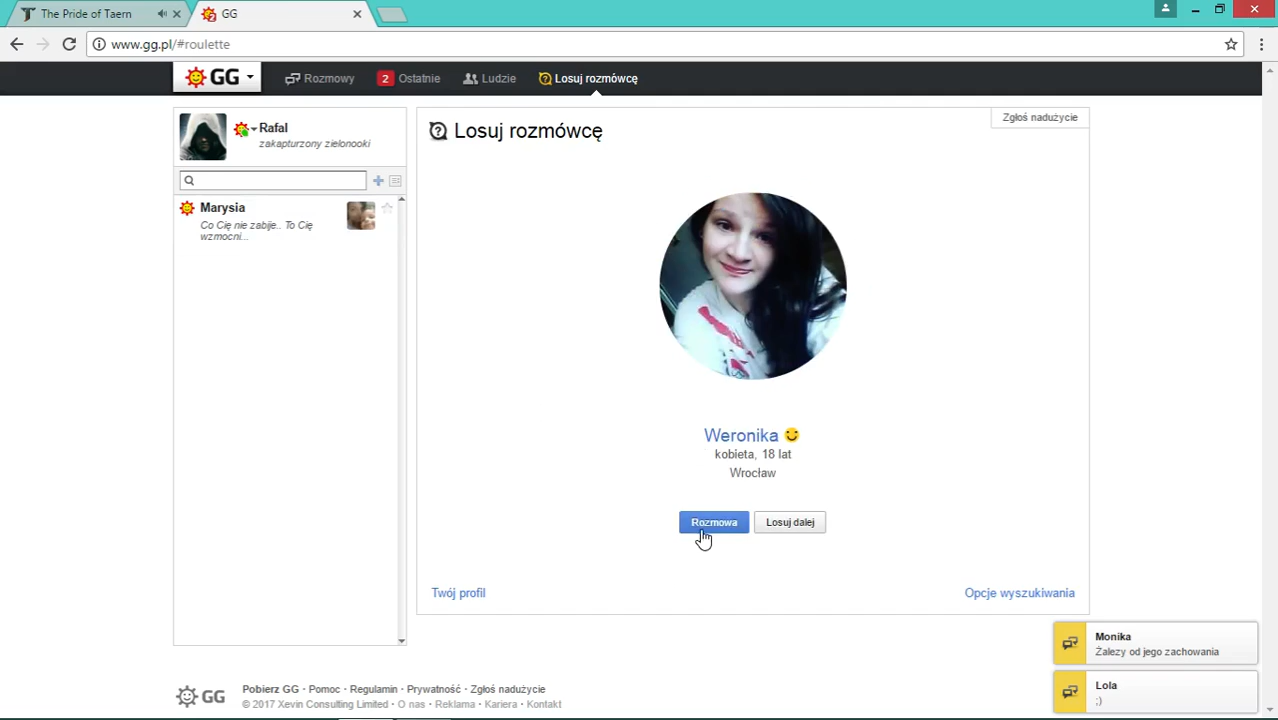 The Pride of Taern
GG
www.gg.pl/#roulette
GG
Rozmowy
2 Ostatnie
Ludzie
Losuj rozmówcę
Rafal
zakapturzony zielonooki
Marysia
Co Cię nie zabije.. To Cię
wzmocni...
Zgłoś nadużycie
Losuj rozmówcę
Weronika
kobieta, 18 lat
Wrocław
Rozmowa
Losuj dalej
Twój profil
Opcje wyszukiwania
Monika
Żalezy od jego zachowania
Lola
;)
GG
Pobierz GG · Pomoc · Regulamin · Prywatność · Zgłoś nadużycie
© 2017 Xevin Consulting Limited · O nas · Reklama · Kariera · Kontakt